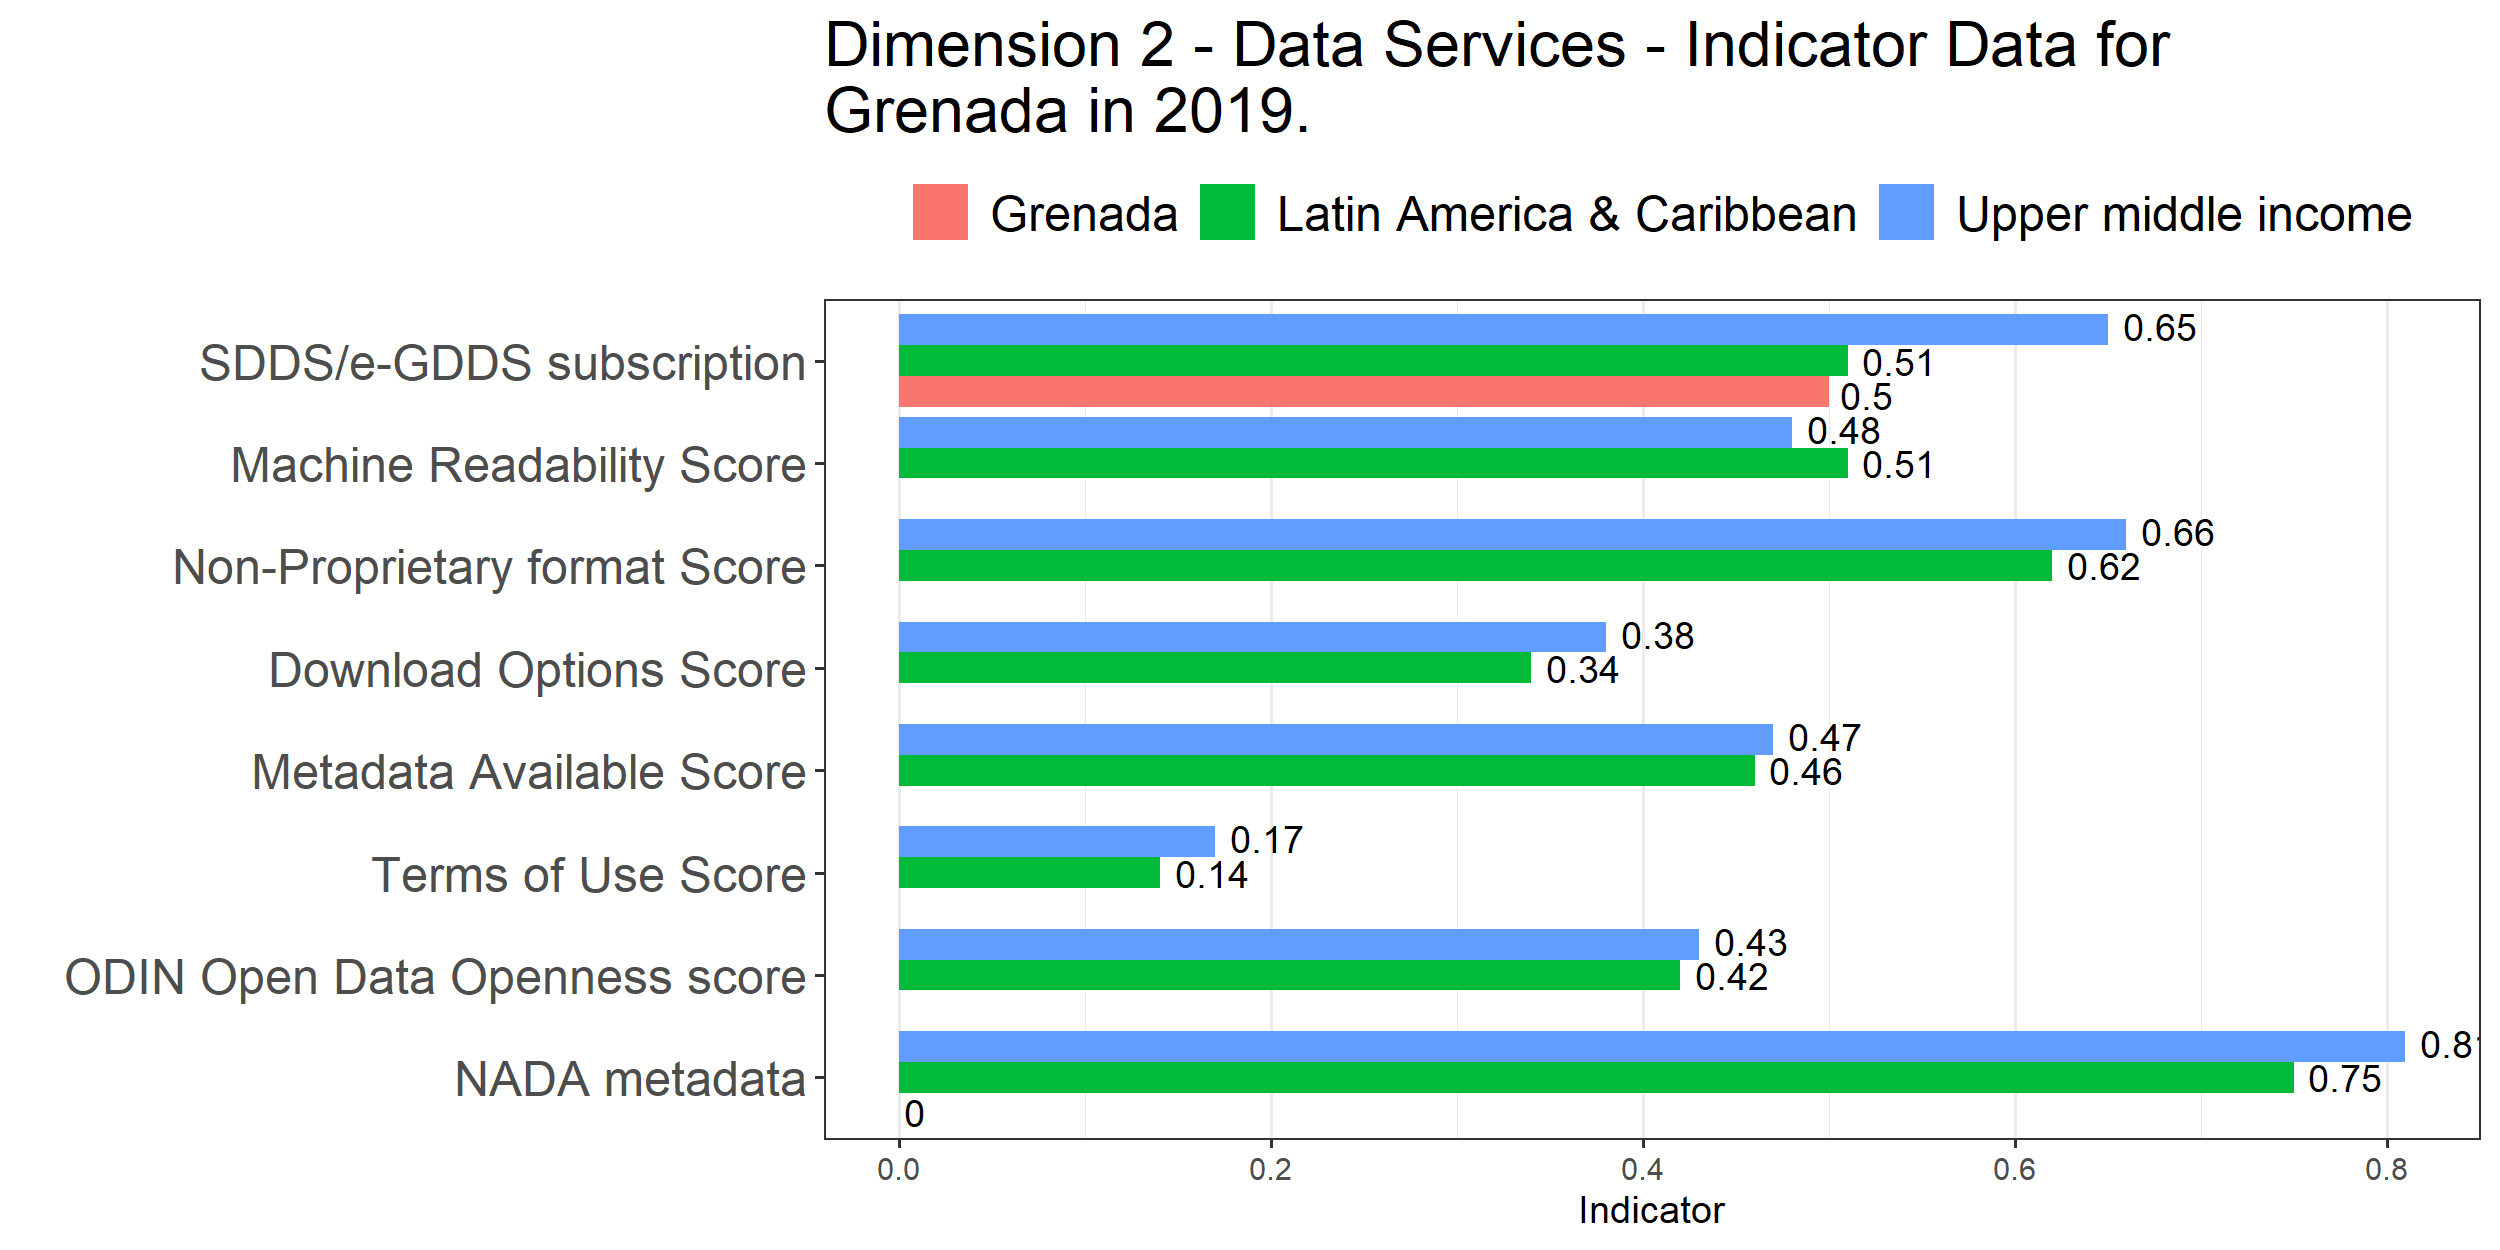 Dimension 2 - Data Services - Indicator Data for
Grenada in 2019.
Grenada Latin America & Caribbean Upper middle income
SDDS/e-GDDS subscription
0.65
0.51
0.5
Machine Readability Score
0.48
0.51
Non-Proprietary format Score
0.66
0.62
Download Options Score
0.38
0.34
Metadata Available Score
0.47
0.46
Terms of Use Score
0.17
0.14
ODIN Open Data Openness score
0.43
0.42
NADA metadata
0.81
0.75
0
0.0 0.2 0.4 0.6 0.8
Indicator